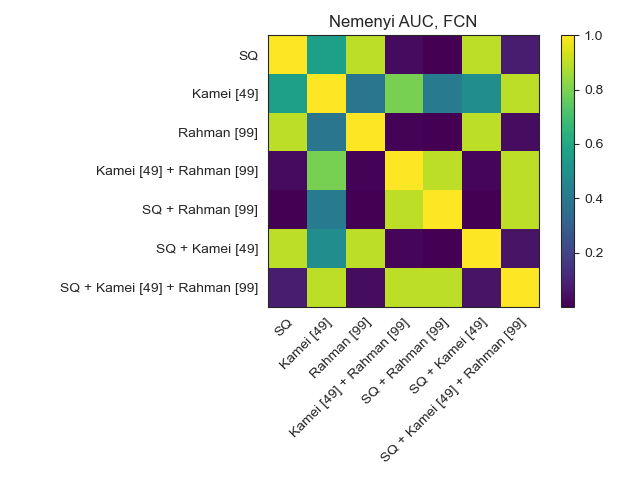 Nemenyi AUC, FCN
SQ
Kamei [49]
Rahman [99]
Kamei [49] + Rahman [99]
SQ + Rahman [99]
SQ + Kamei [49]
SQ + Kamei [49] + Rahman [99]
SQ
Kamei [49]
Rahman [99]
Kamei [49] + Rahman [99]
SQ + Rahman [99]
SQ + Kamei [49]
SQ + Kamei [49] + Rahman [99]
1.0
0.8
0.6
0.4
0.2